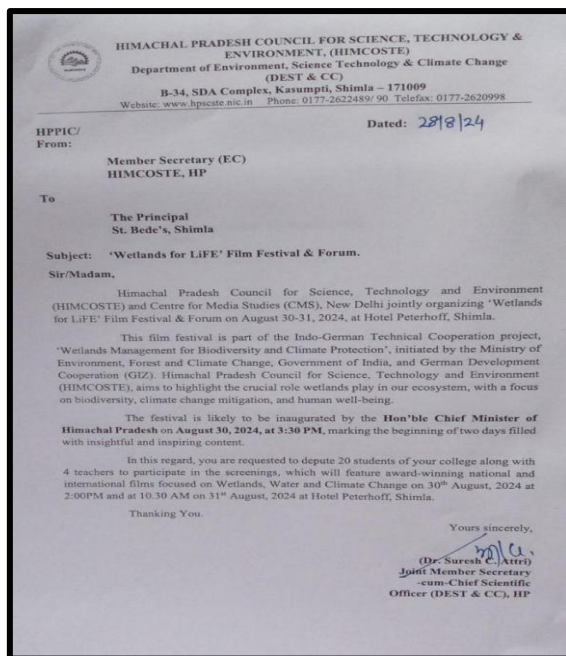 HIMACHAL PRADESH COUNCIL FOR SCIENCE, TECHNOLOGY &
ENVIRONMENT, (HIMCOSTE)
Department of Environment, Science Technology & Climate Change
(DEST & CC)
B-34, SDA Complex, Kasumpti, Shimla – 171009
Website: www.hpscste.nic.in Phone: 0177-2622489/ 90 Telefax: 0177-2620998
HPPIC/
Dated: 28/8/24
From:
Member Secretary (EC)
HIMCOSTE, HP
To
The Principal
St. Bede's, Shimla
Subject: 'Wetlands for LiFE' Film Festival & Forum.
Sir/Madam,
Himachal Pradesh Council for Science, Technology and Environment
(HIMCOSTE) and Centre for Media Studies (CMS), New Delhi jointly organizing 'Wetlands
for LiFE' Film Festival & Forum on August 30-31, 2024, at Hotel Peterhoff, Shimla.
This film festival is part of the Indo-German Technical Cooperation project,
'Wetlands Management for Biodiversity and Climate Protection', initiated by the Ministry of
Environment, Forest and Climate Change, Government of India, and German Development
Cooperation (GIZ). Himachal Pradesh Council for Science, Technology and Environment
(HIMCOSTE), aims to highlight the crucial role wetlands play in our ecosystem, with a focus
on biodiversity, climate change mitigation, and human well-being.
The festival is likely to be inaugurated by the Hon'ble Chief Minister of
Himachal Pradesh on August 30, 2024, at 3:30 PM, marking the beginning of two days filled
with insightful and inspiring content.
In this regard, you are requested to depute 20 students of your college along with
4 teachers to participate in the screenings, which will feature award-winning national and
international films focused on Wetlands, Water and Climate Change on 30th August, 2024 at
2:00PM and at 10.30 AM on 31st August, 2024 at Hotel Peterhoff, Shimla.
Thanking You.
Yours sincerely,
(Dr. Suresh C. Attri)
Joint Member Secretary
-cum-Chief Scientific
Officer (DEST & CC), HP